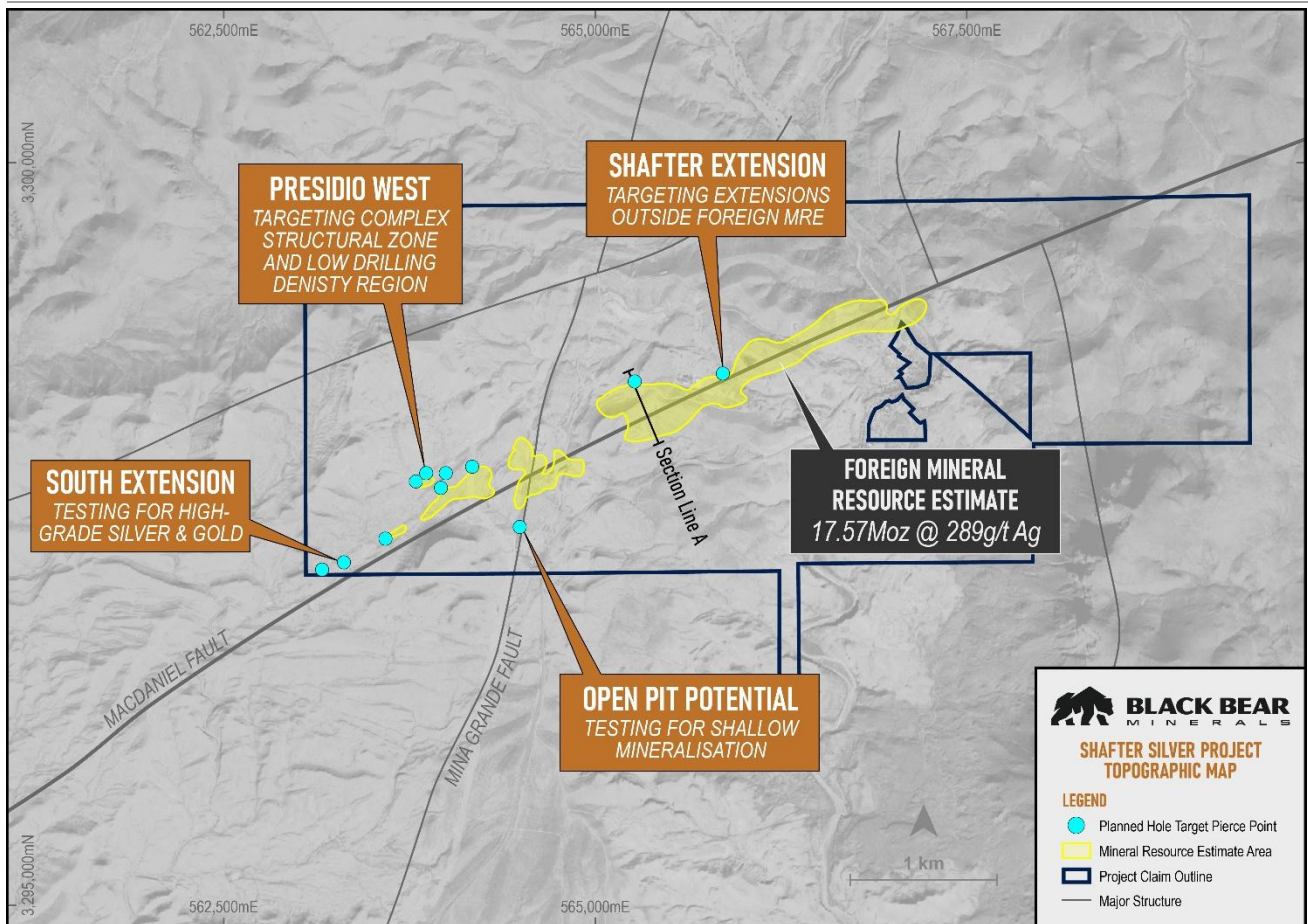 562,500mE
565,000mE
567,500mE
3,300,000mN
PRESIDIO WEST
TARGETING COMPLEX
STRUCTURAL ZONE
AND LOW DRILLING
DENISTY REGION
SHAFTER EXTENSION
TARGETING EXTENSIONS
OUTSIDE FOREIGN MRE
SOUTH EXTENSION
TESTING FOR HIGH-
GRADE SILVER & GOLD
Section Line A
FOREIGN MINERAL
RESOURCE ESTIMATE
17.57Moz @ 289g/t Ag
MACDANIEL FAULT
MINA GRANDE FAULT
OPEN PIT POTENTIAL
TESTING FOR SHALLOW
MINERALISATION
BLACK BEAR
MINERALS
SHAFTER SILVER PROJECT
TOPOGRAPHIC MAP
LEGEND
Planned Hole Target Pierce Point
Mineral Resource Estimate Area
Project Claim Outline
Major Structure
1 km
3,295,000mN
562,500mE
565,000mE